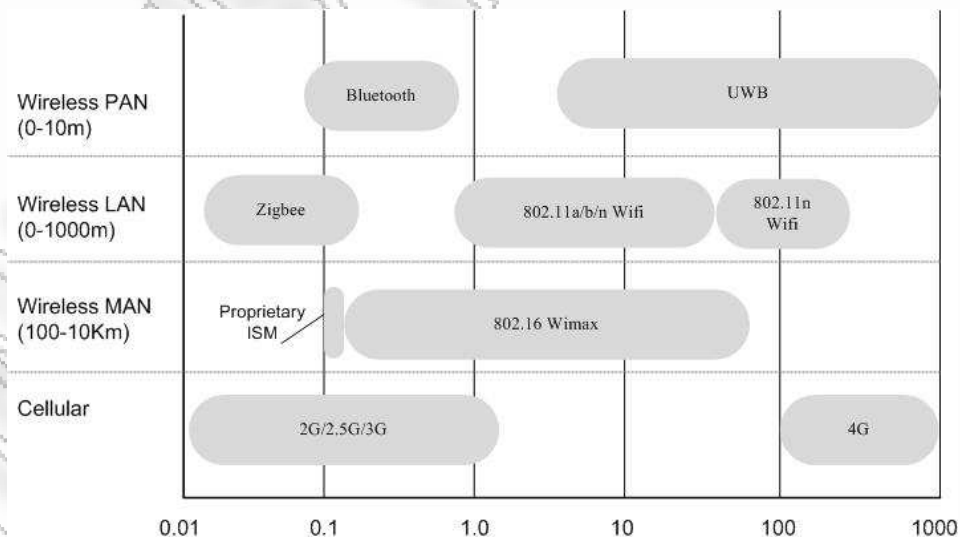 Wireless PAN
(0-10m)
Bluetooth
UWB
Wireless LAN
(0-1000m)
Zigbee
802.11a/b/n Wifi
802.11n
Wifi
Wireless MAN
(100-10Km)
Proprietary
ISM
802.16 Wimax
Cellular
2G/2.5G/3G
4G
0.01 0.1 1.0 10 100 1000